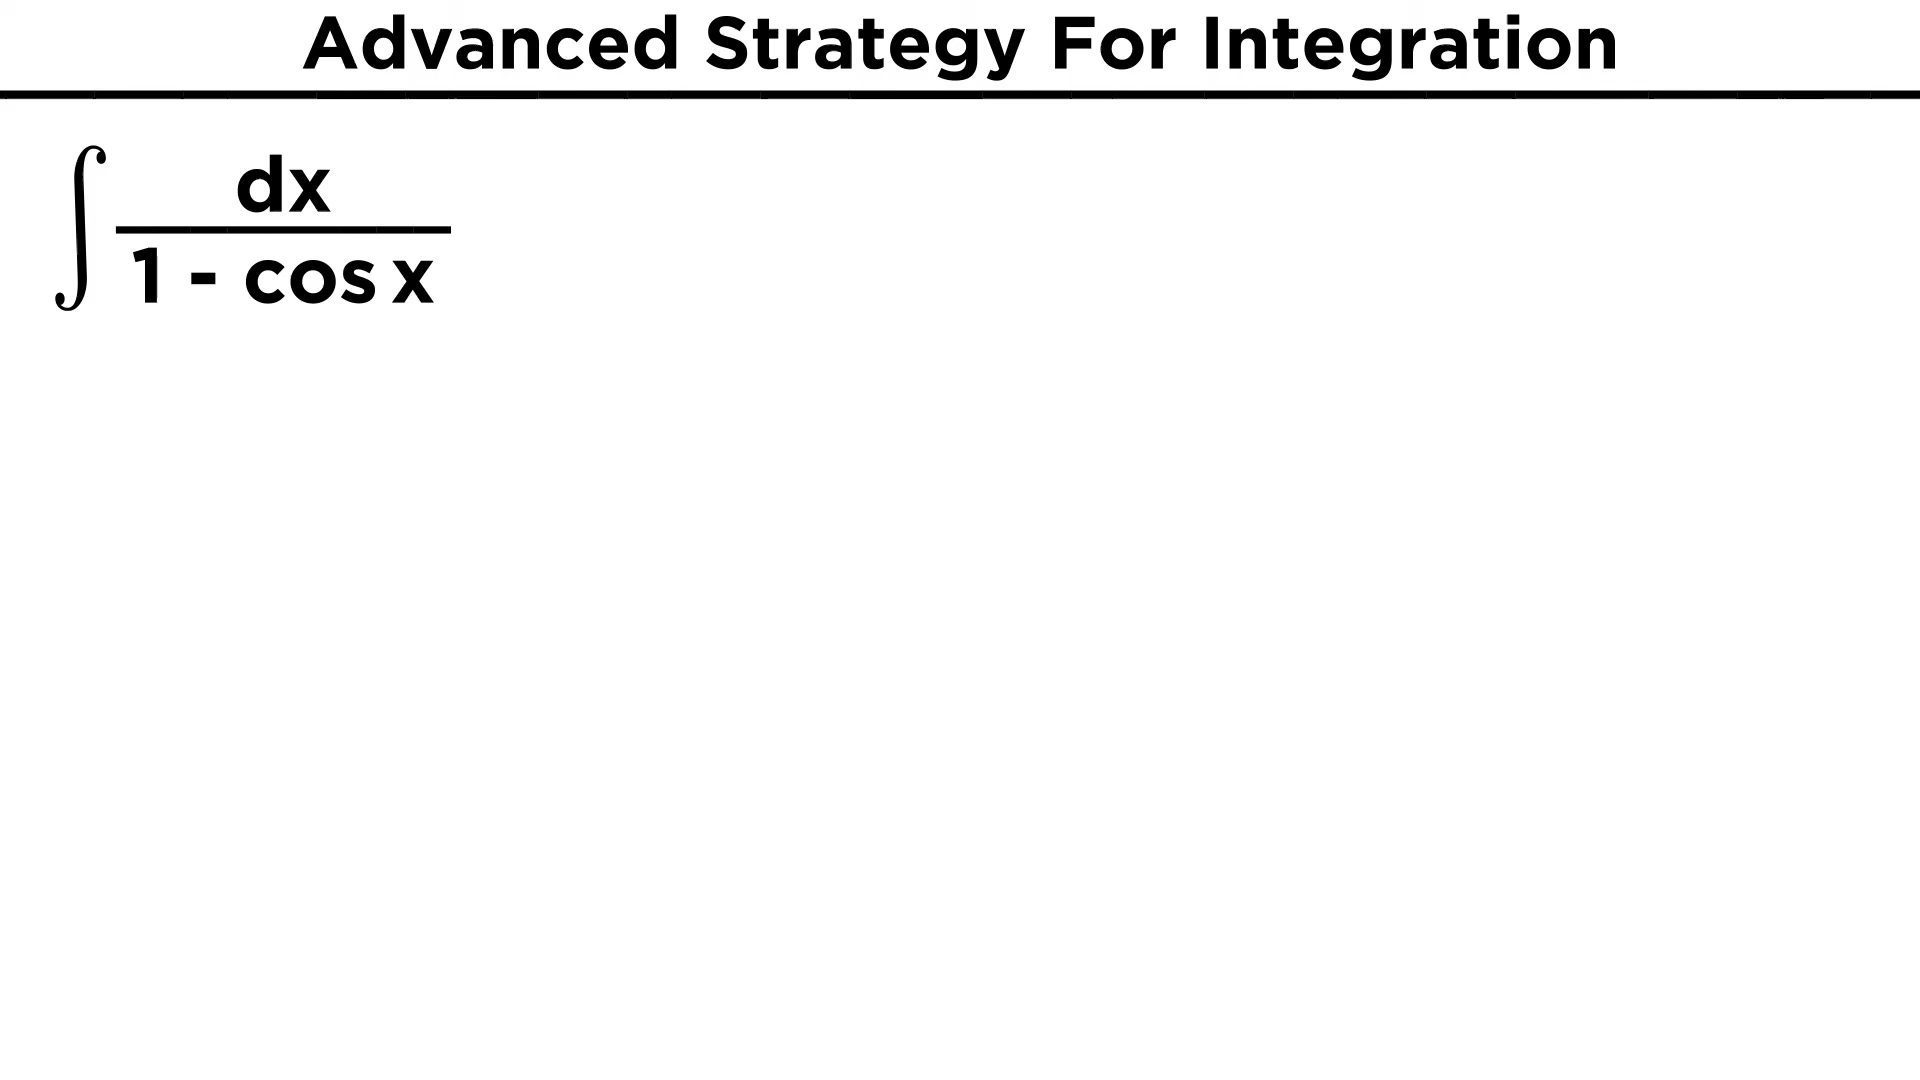 Advanced Strategy For Integration
∫ dx
1 - cos x